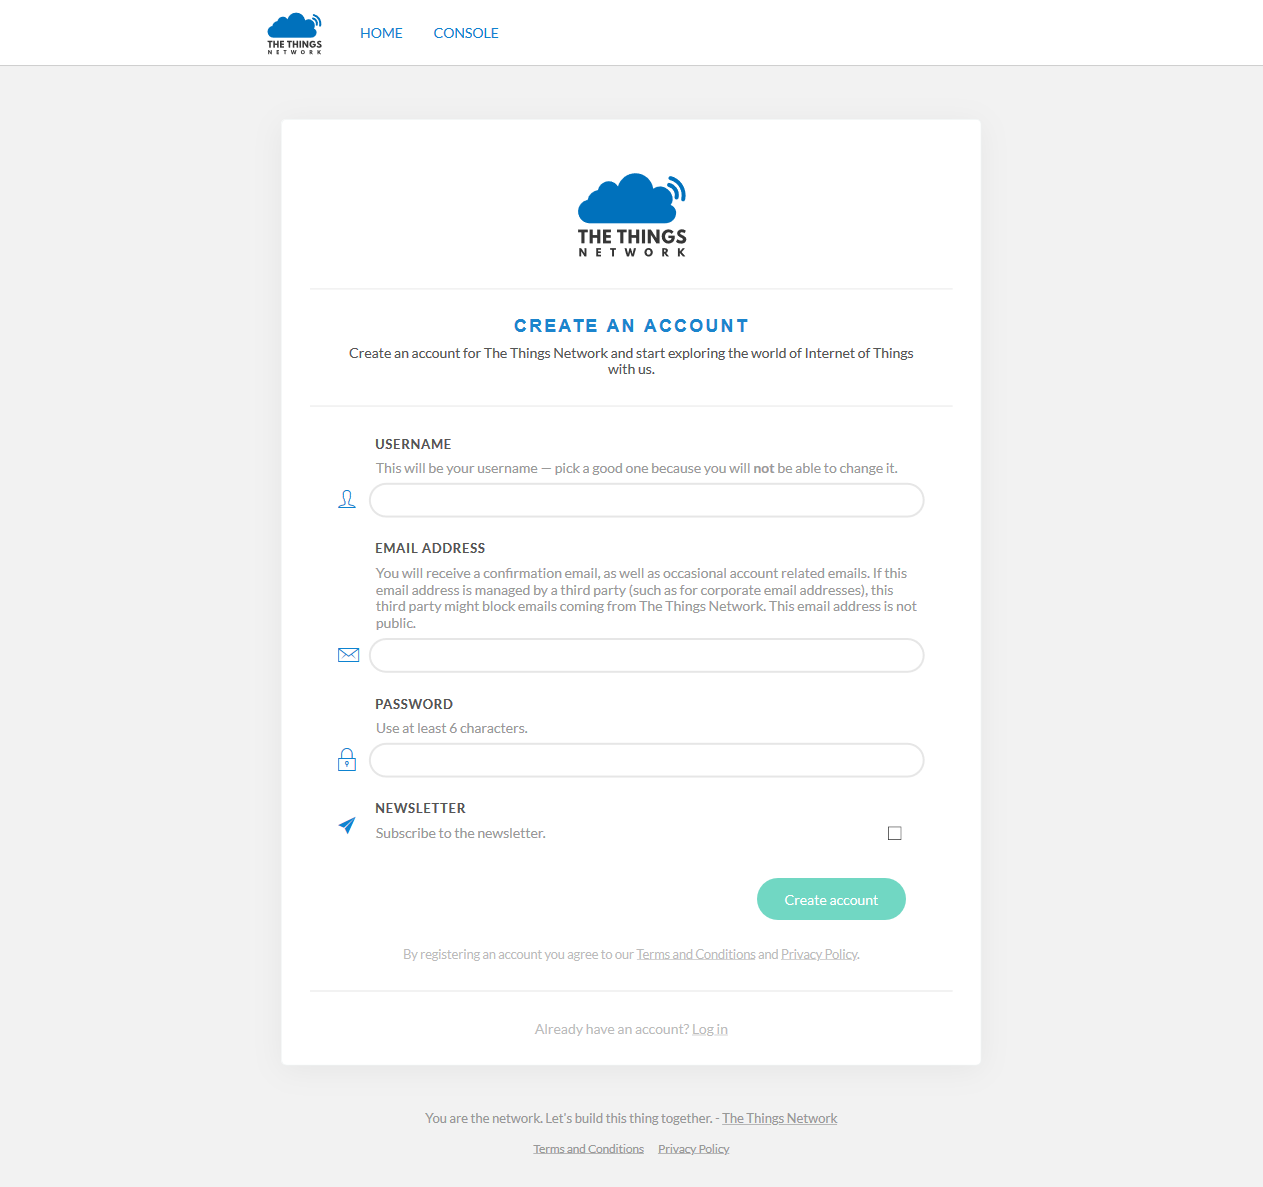 THE THINGS
NETWORK
HOME
CONSOLE
THE THINGS
NETWORK
CREATE AN ACCOUNT
Create an account for The Things Network and start exploring the world of Internet of Things
with us.
USERNAME
This will be your username — pick a good one because you will not be able to change it.
EMAIL ADDRESS
You will receive a confirmation email, as well as occasional account related emails. If this
email address is managed by a third party (such as for corporate email addresses), this
third party might block emails coming from The Things Network. This email address is not
public.
PASSWORD
Use at least 6 characters.
NEWSLETTER
Subscribe to the newsletter.
Create account
By registering an account you agree to our Terms and Conditions and Privacy Policy.
Already have an account? Log in
You are the network. Let's build this thing together. - The Things Network
Terms and Conditions Privacy Policy